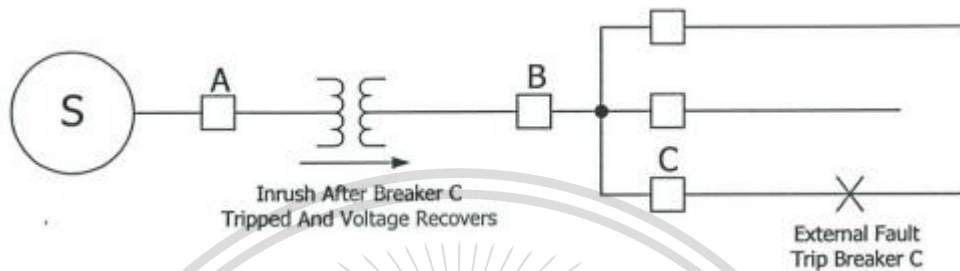 S
A
B
C
Inrush After Breaker C
Tripped And Voltage Recovers
External Fault
Trip Breaker C